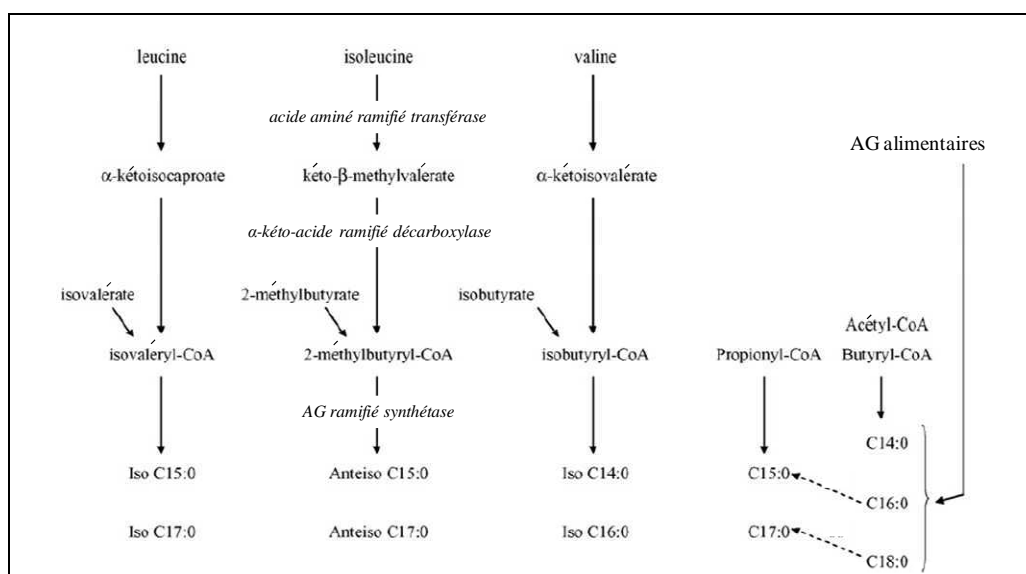 leucine isoleucine valine
acide aminé ramifié transférase
AG alimentaires
α-kétoisocaproate kéto-β-methylvalérate α-kétoisovalérate
α-kéto-acide ramifié décarboxylase
isovalérate 2-méthylbutyrate isobutyrate
Acétyl-CoA
isovaléryl-CoA 2-méthylbutyryl-CoA isobutyryl-CoA Propionyl-CoA Butyryl-CoA
AG ramifié synthétase
C14:0
Iso C15:0 Anteiso C15:0 Iso C14:0 C15:0
C16:0
Iso C17:0 Anteiso C17:0 Iso C16:0 C17:0
C18:0